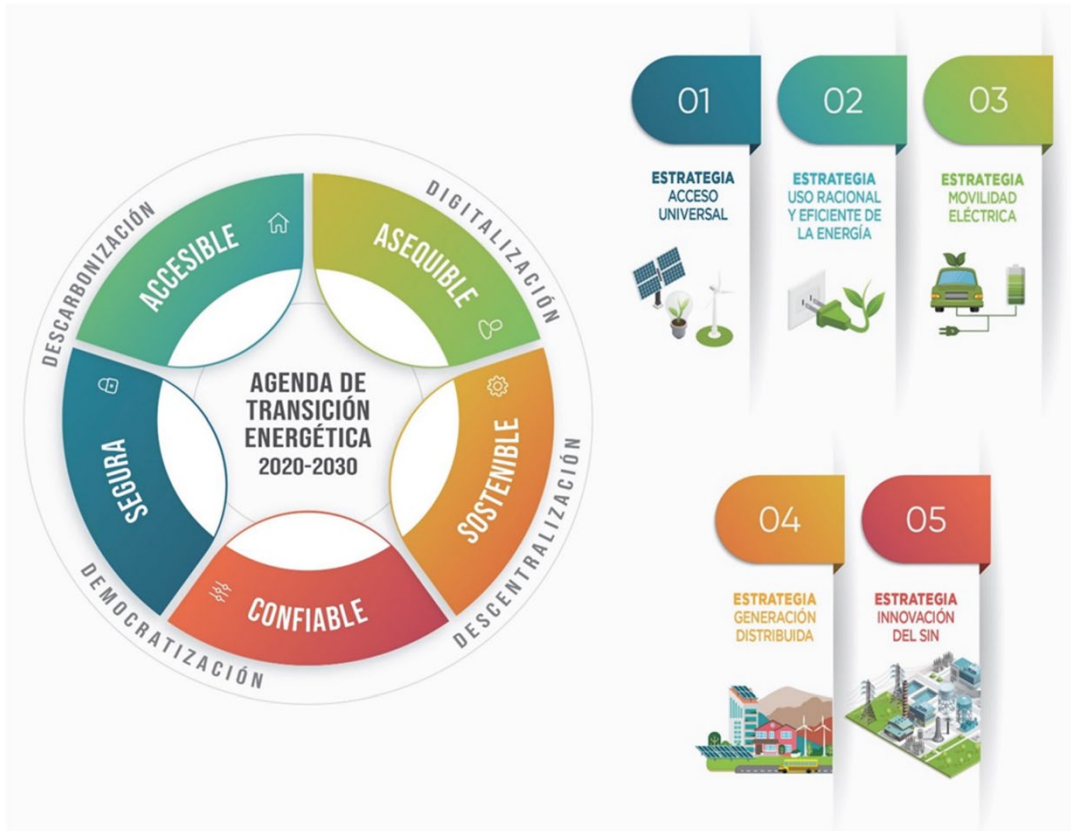 DESCARBONIZACIÓN
DIGITALIZACIÓN
DESCENTRALIZACIÓN
DEMOCRATIZACIÓN
ACCESIBLE
ASEQUIBLE
SOSTENIBLE
CONFIABLE
SEGURA
AGENDA DE
TRANSICIÓN
ENERGÉTICA
2020-2030
01
ESTRATEGIA
ACCESO
UNIVERSAL
02
ESTRATEGIA
USO RACIONAL
Y EFICIENTE DE
LA ENERGÍA
03
ESTRATEGIA
MOVILIDAD
ELÉCTRICA
04
ESTRATEGIA
GENERACIÓN
DISTRIBUIDA
05
ESTRATEGIA
INNOVACIÓN
DEL SIN